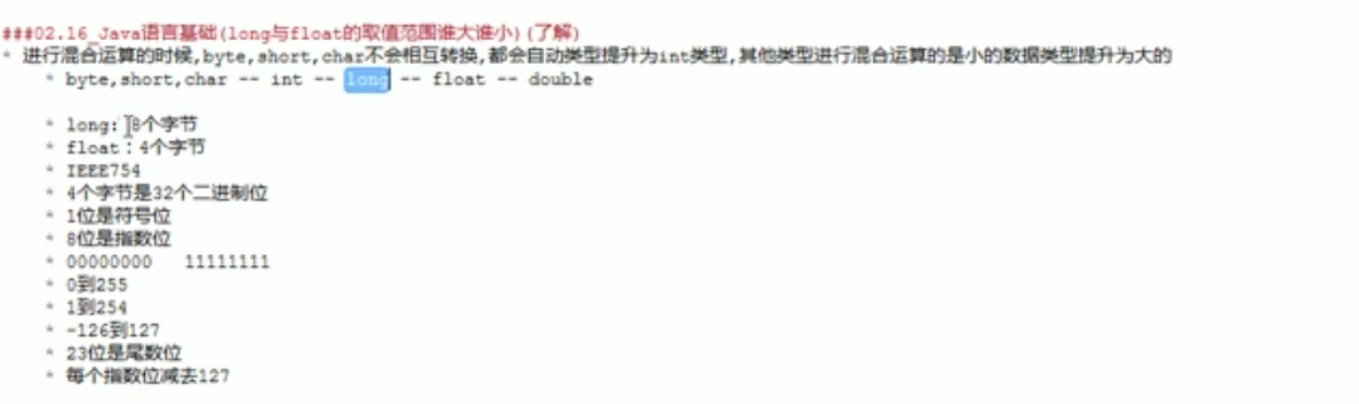 ###02.16_Java语言基础(long与float的取值范围谁大谁小)(了解)
* 进行混合运算的时候,byte,short,char不会相互转换,都会自动类型提升为int类型,其他类型进行混合运算的是小的数据类型提升为大的
* byte,short,char -- int -- long -- float -- double
* long: 8个字节
* float：4个字节
* IEEE754
* 4个字节是32个二进制位
* 1位是符号位
* 8位是指数位
* 00000000   11111111
* 0到255
* 1到254
* -126到127
* 23位是尾数位
* 每个指数位减去127